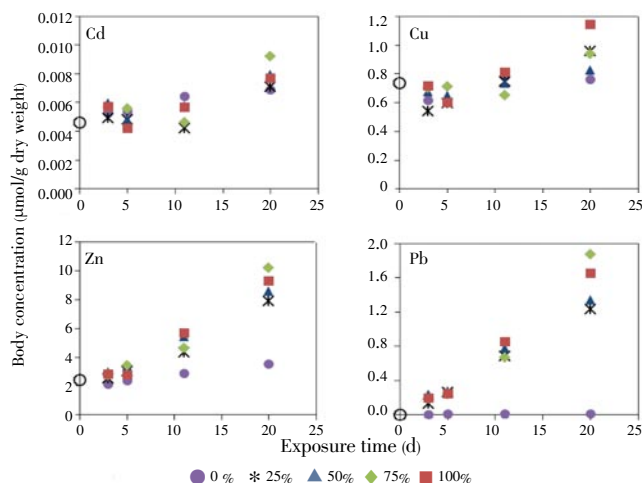 Body concentration (μmol/g dry weight)
Cd
0.012
0.010
0.008
0.006
0.004
0.002
0.000
0 5 10 15 20 25
Cu
1.2
1.0
0.8
0.6
0.4
0.2
0
0 5 10 15 20 25
Zn
12
10
8
6
4
2
0
0 5 10 15 20 25
Pb
2.0
1.6
1.2
0.8
0.4
0.0
0 5 10 15 20 25
Exposure time (d)
0 % 25% 50% 75% 100%